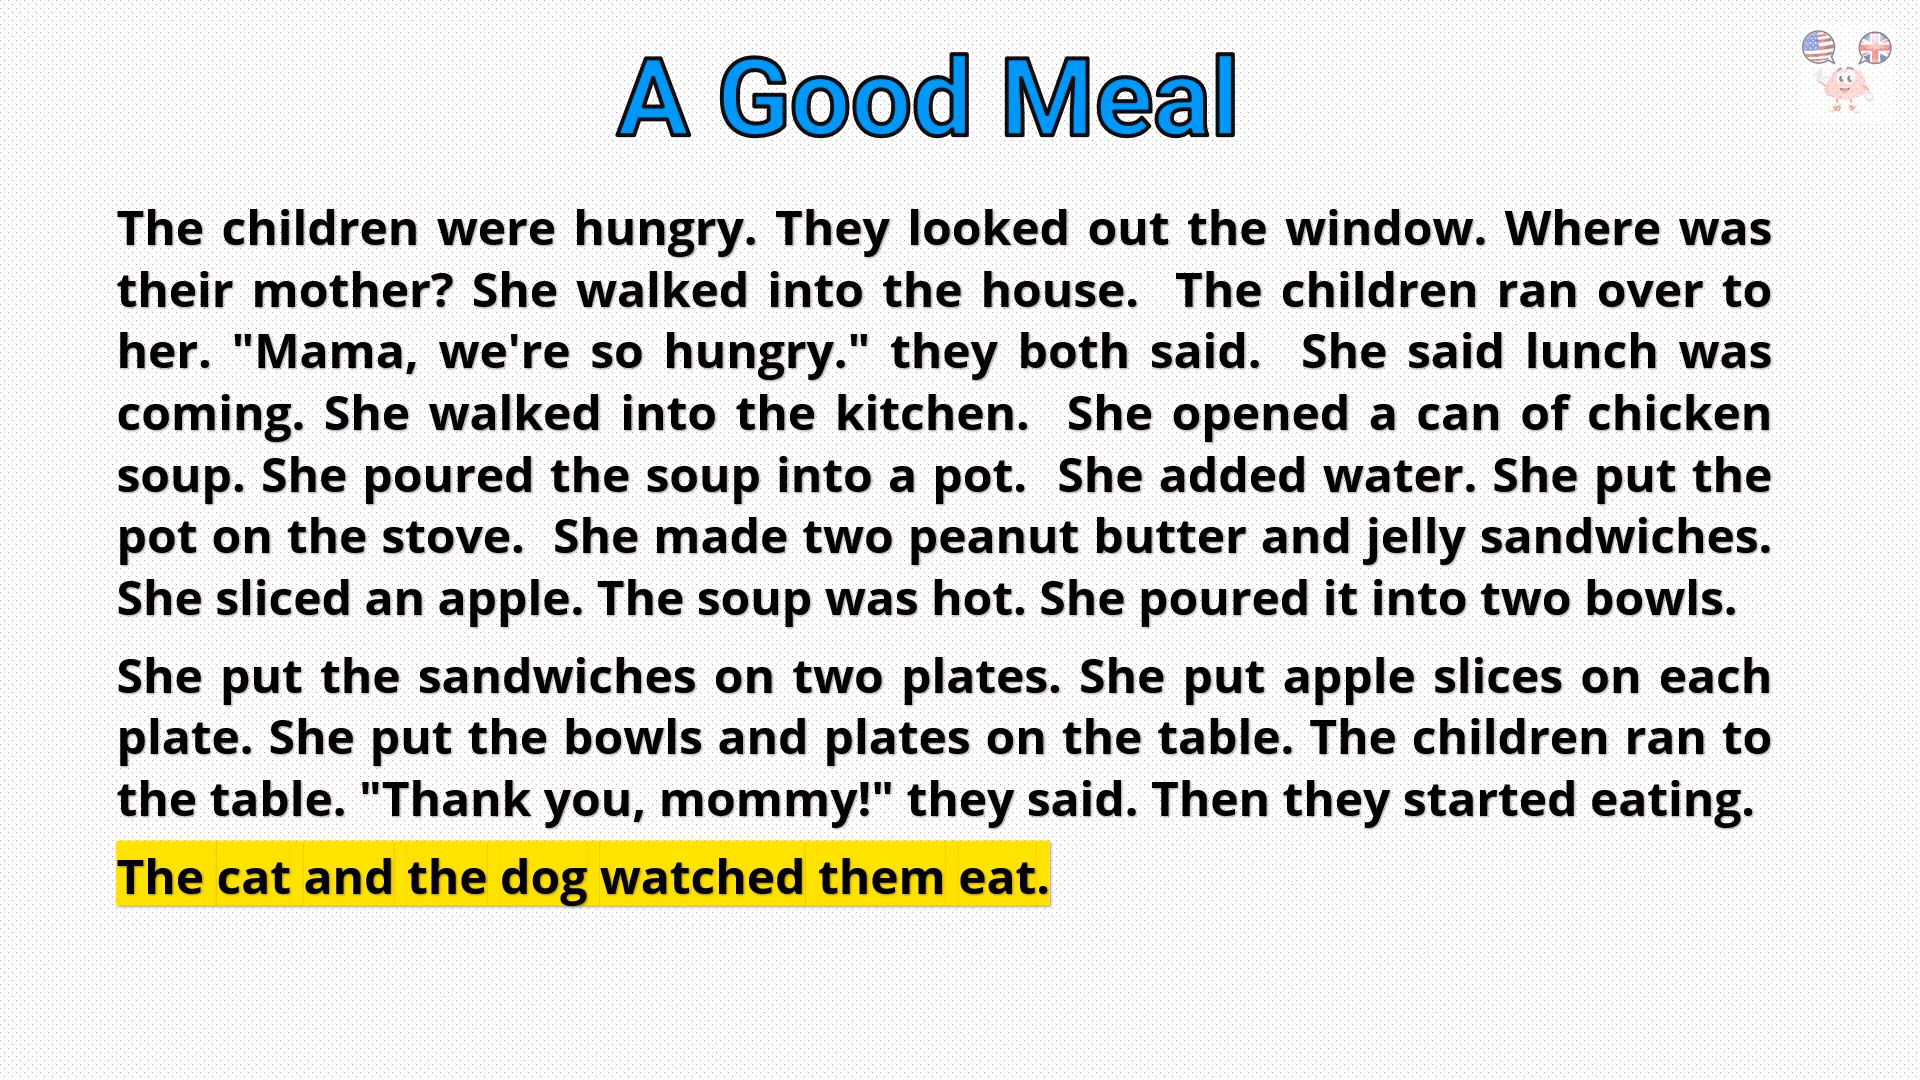 A Good Meal
The children were hungry. They looked out the window. Where was
their mother? She walked into the house.  The children ran over to
her. "Mama, we're so hungry." they both said.  She said lunch was
coming. She walked into the kitchen.  She opened a can of chicken
soup. She poured the soup into a pot.  She added water. She put the
pot on the stove.  She made two peanut butter and jelly sandwiches.
She sliced an apple. The soup was hot. She poured it into two bowls.
She put the sandwiches on two plates. She put apple slices on each
plate. She put the bowls and plates on the table. The children ran to
the table. "Thank you, mommy!" they said. Then they started eating.
The cat and the dog watched them eat.